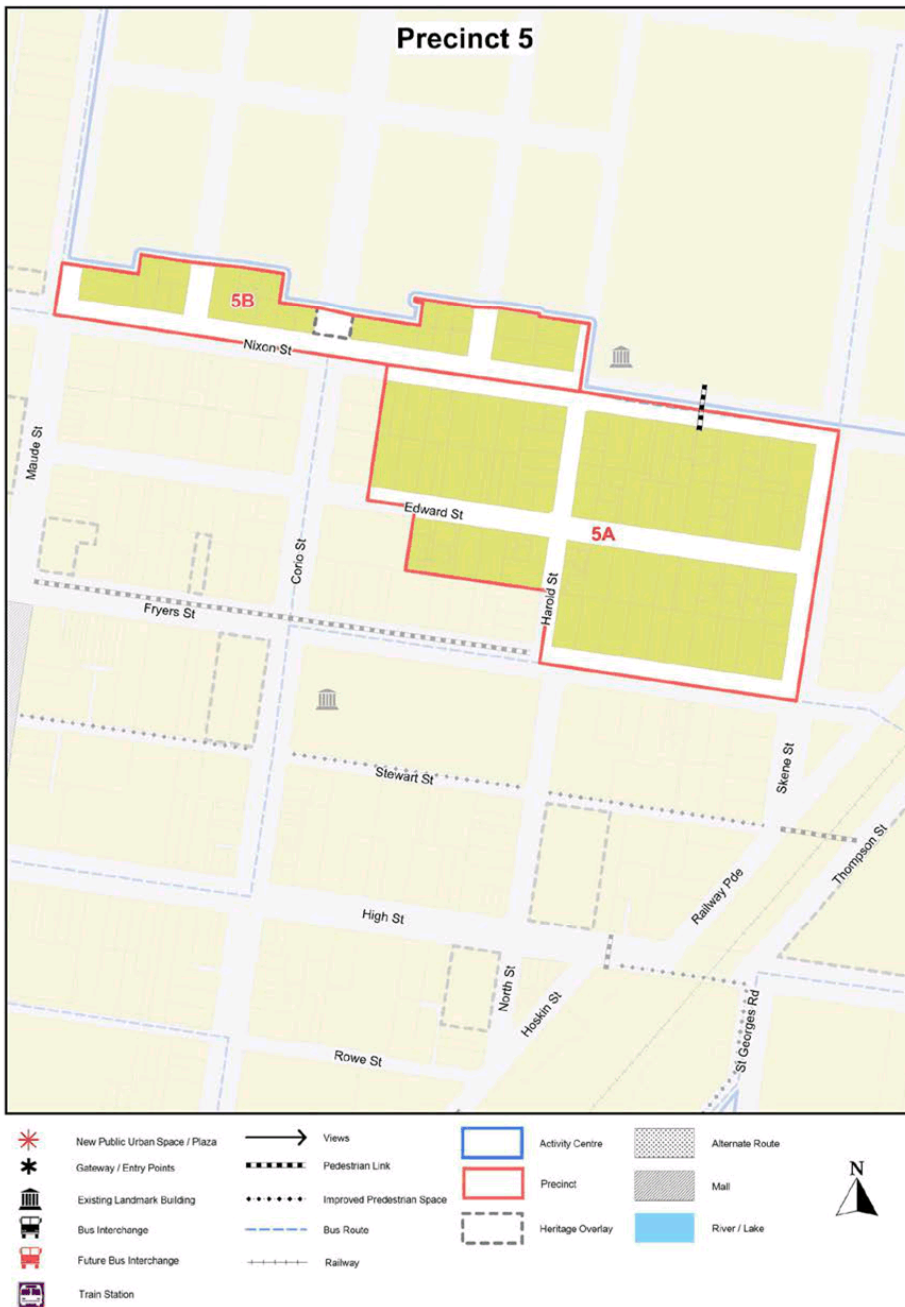 Precinct 5
5B
Nixon St
Maude St
Edward St
5A
Corio St
Harold St
Fryers St
Stewart St
Skene St
Thompson St
Railway Pde
High St
North St
Hoskin St
St Georges Rd
Rowe St
New Public Urban Space / Plaza
Gateway / Entry Points
Existing Landmark Building
Bus Interchange
Future Bus Interchange
Train Station
Views
Pedestrian Link
Improved Predestrian Space
Bus Route
Railway
Activity Centre
Precinct
Heritage Overlay
Alternate Route
Mall
River / Lake
N